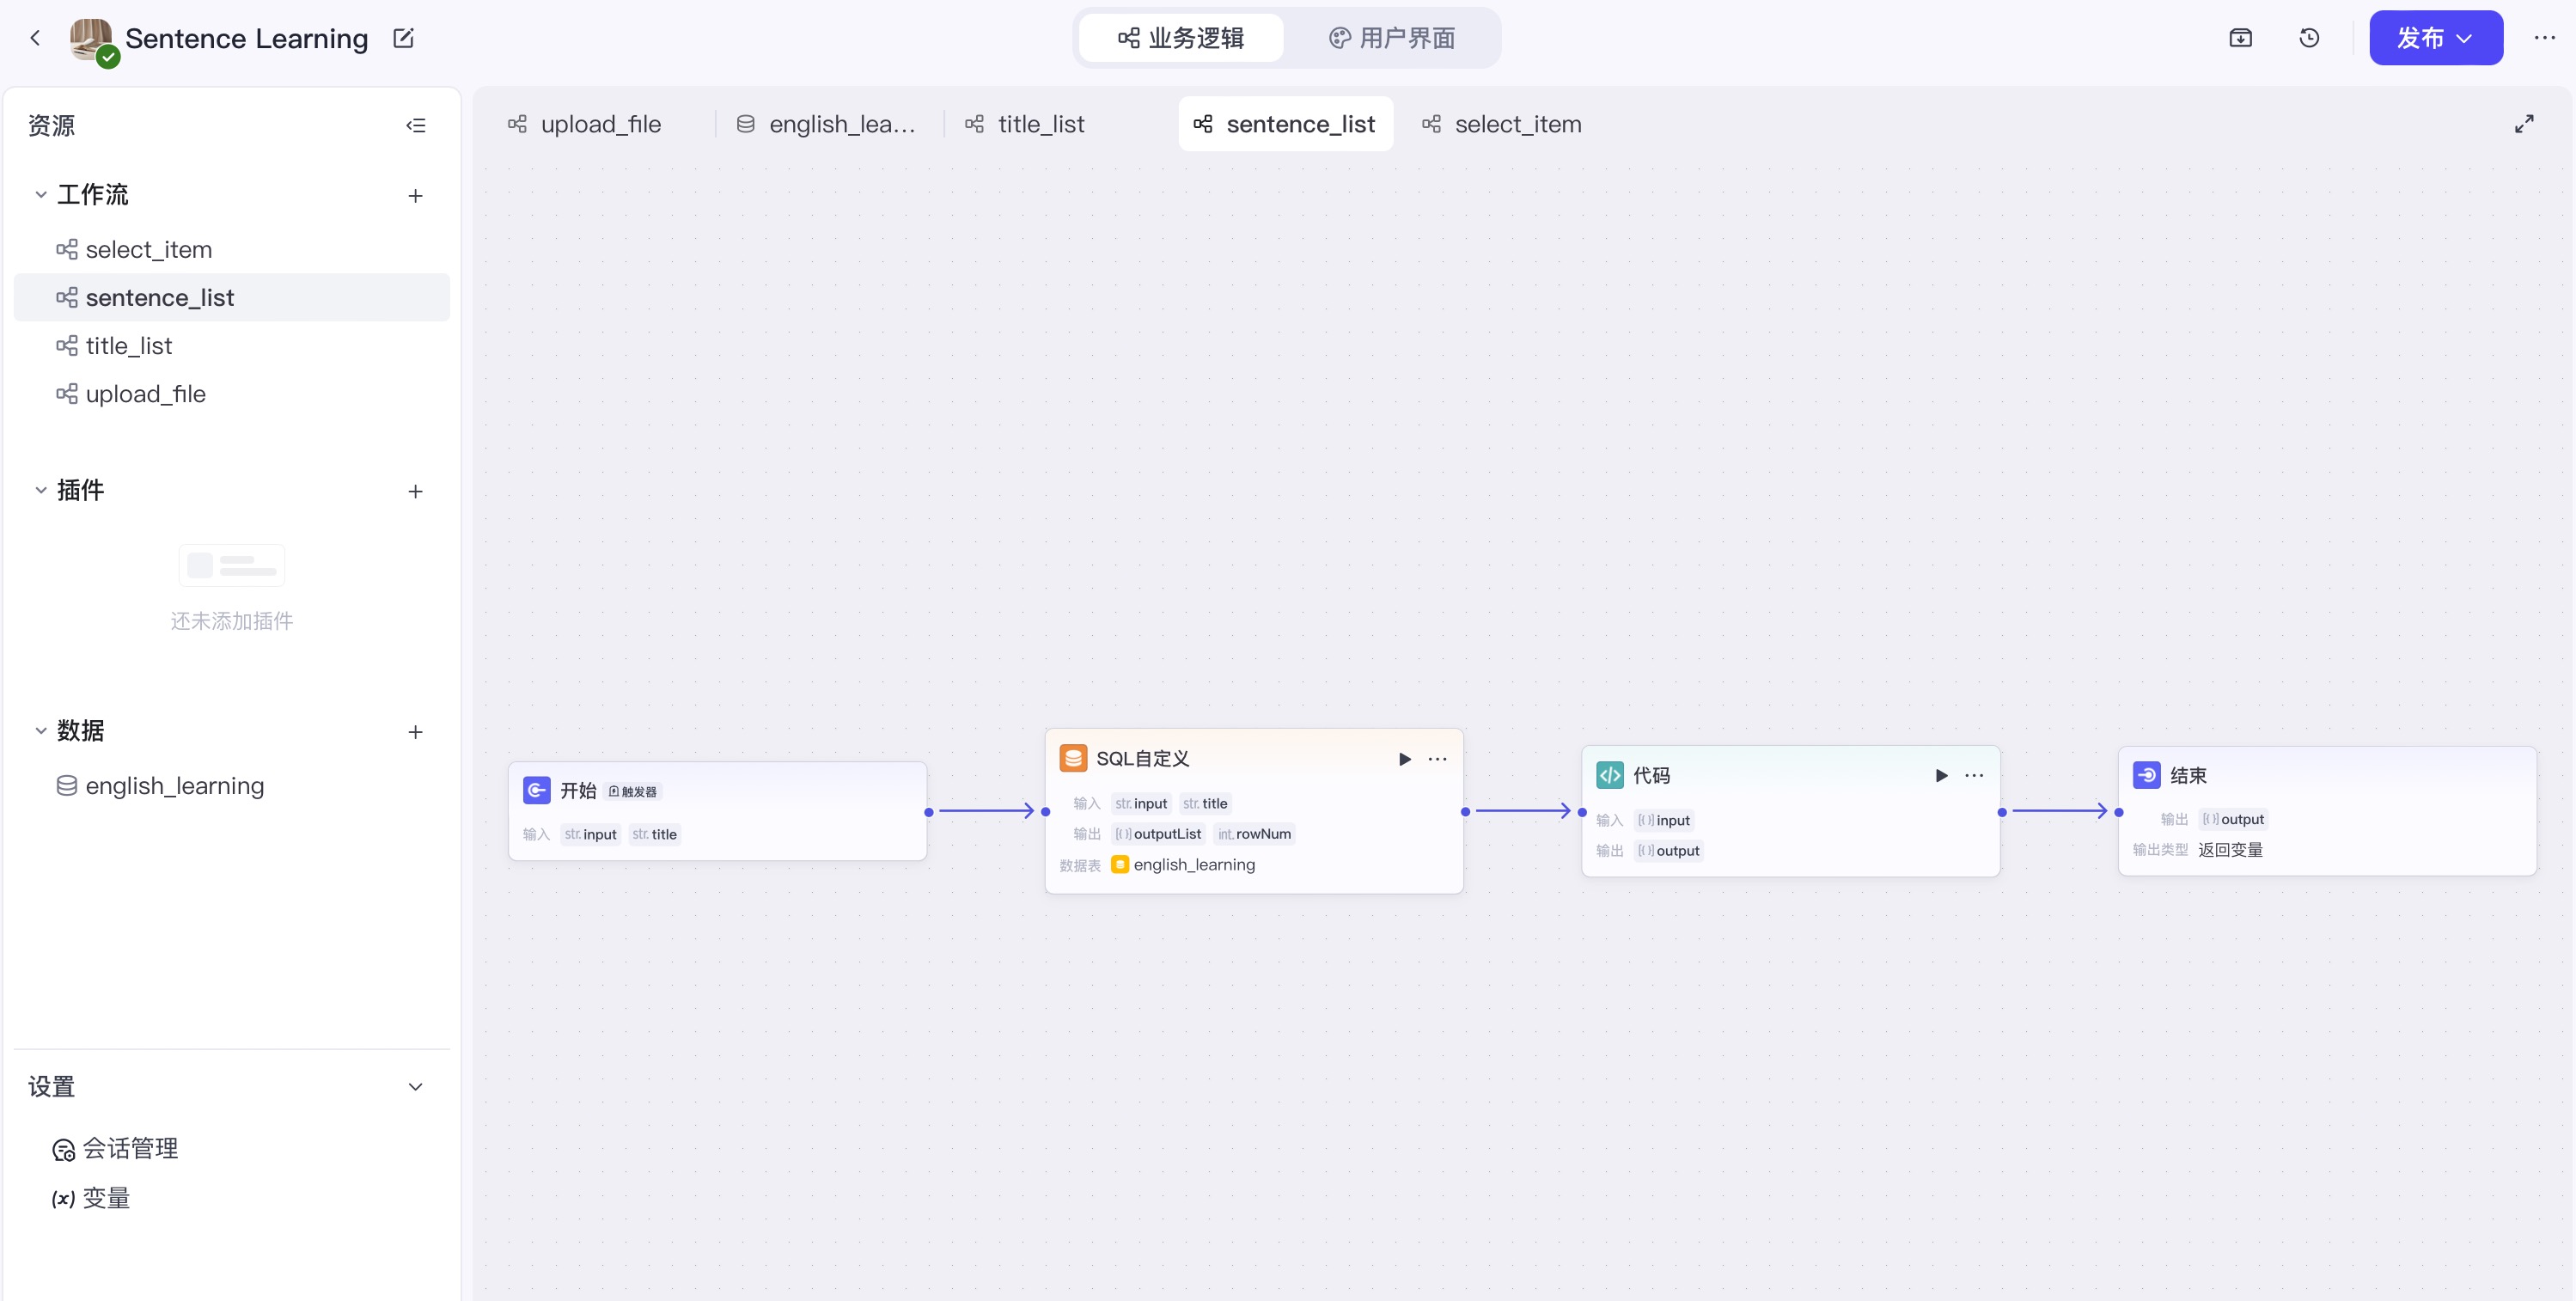 Sentence Learning
业务逻辑
用户界面
发布
资源
工作流
select_item
sentence_list
title_list
upload_file
插件
还未添加插件
数据
english_learning
设置
会话管理
变量
upload_file
english_lea...
title_list
sentence_list
select_item
开始 触发器
输入 str. input str. title
SQL自定义
输入 str. input str. title
输出 [()] outputList int. rowNum
数据表 english_learning
代码
输入 [()] input
输出 [()] output
结束
输出 [()] output
输出类型 返回变量